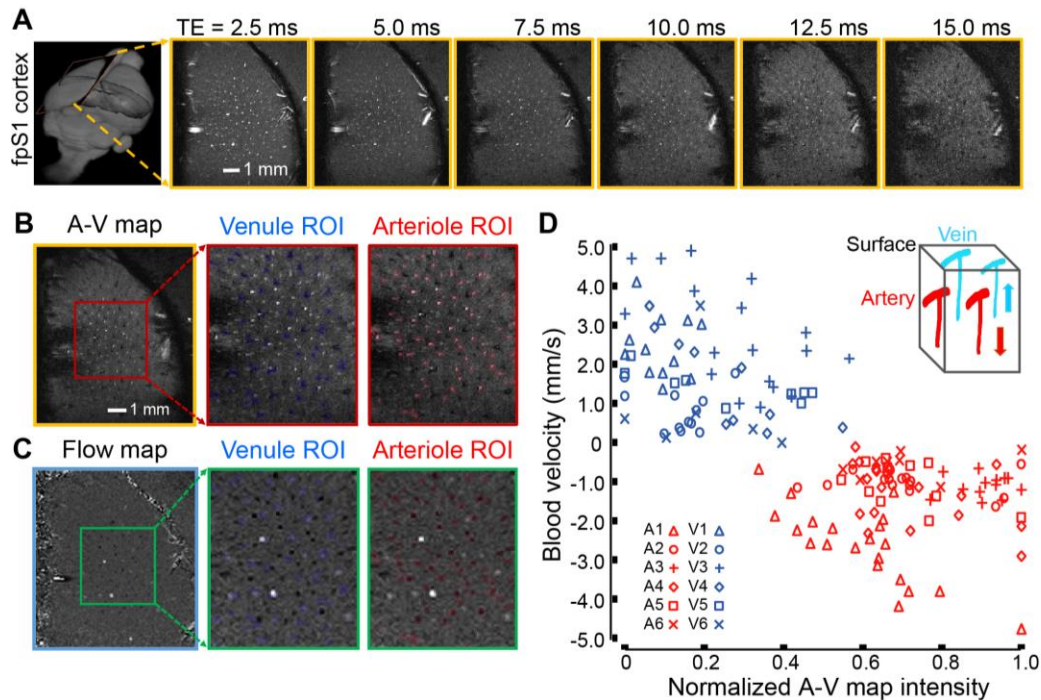 A
TE = 2.5 ms 5.0 ms 7.5 ms 10.0 ms 12.5 ms 15.0 ms
fpS1 cortex
1 mm
B
A-V map Venule ROI Arteriole ROI
1 mm
C
Flow map Venule ROI Arteriole ROI
D
Surface
Vein
Artery
Blood velocity (mm/s)
5.0
4.0
3.0
2.0
1.0
0
-1.0
-2.0
-3.0
-4.0
-5.0
A1 V1
A2 V2
A3 V3
A4 V4
A5 V5
A6 V6
0 0.2 0.4 0.6 0.8 1.0
Normalized A-V map intensity